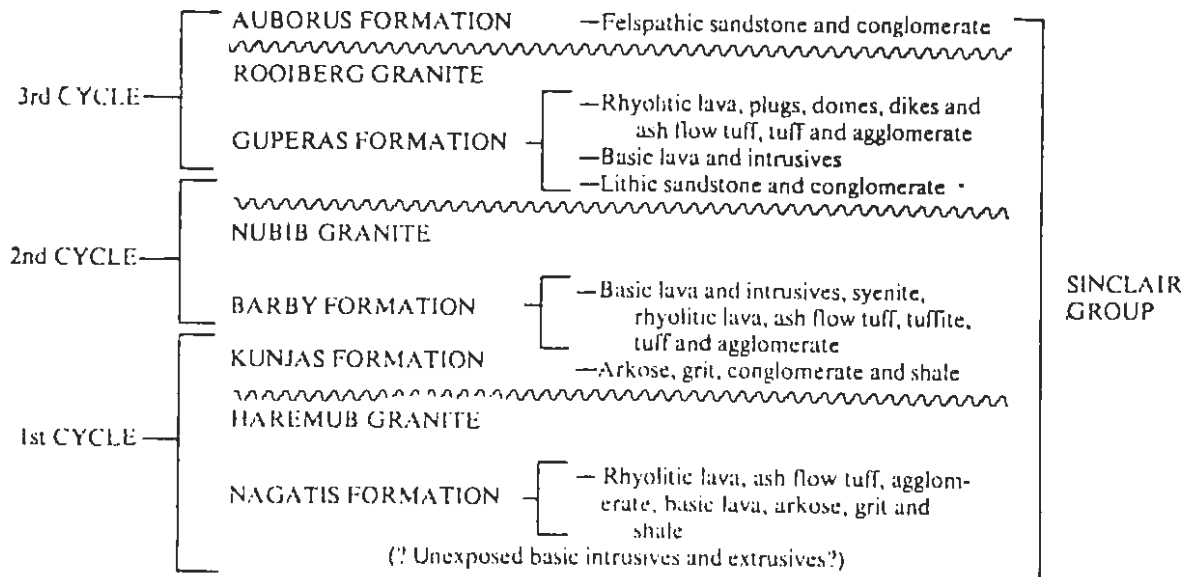 AUBORUS FORMATION —Felspathic sandstone and conglomerate
ROOIBERG GRANITE
3rd CYCLE
—Rhyolitic lava, plugs, domes, dikes and
ash flow tuff, tuff and agglomerate
GUPERAS FORMATION
—Basic lava and intrusives
—Lithic sandstone and conglomerate
NUBIB GRANITE
2nd CYCLE
—Basic lava and intrusives, syenite,
BARBY FORMATION
rhyolitic lava, ash flow tuff, tuffite,
tuff and agglomerate
SINCLAIR
GROUP
KUNJAS FORMATION
—Arkose, grit, conglomerate and shale
HAREMUB GRANITE
1st CYCLE
— Rhyolitic lava, ash flow tuff, agglom-
NAGATIS FORMATION
erate, basic lava, arkose, grit and
shale
(? Unexposed basic intrusives and extrusives?)